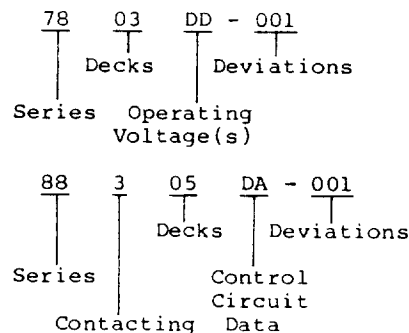 78 03 DD - 001
Decks Deviations
Series Operating
Voltage(s)
88 3 05 DA - 001
Decks Deviations
Series Control
Circuit
Contacting Data